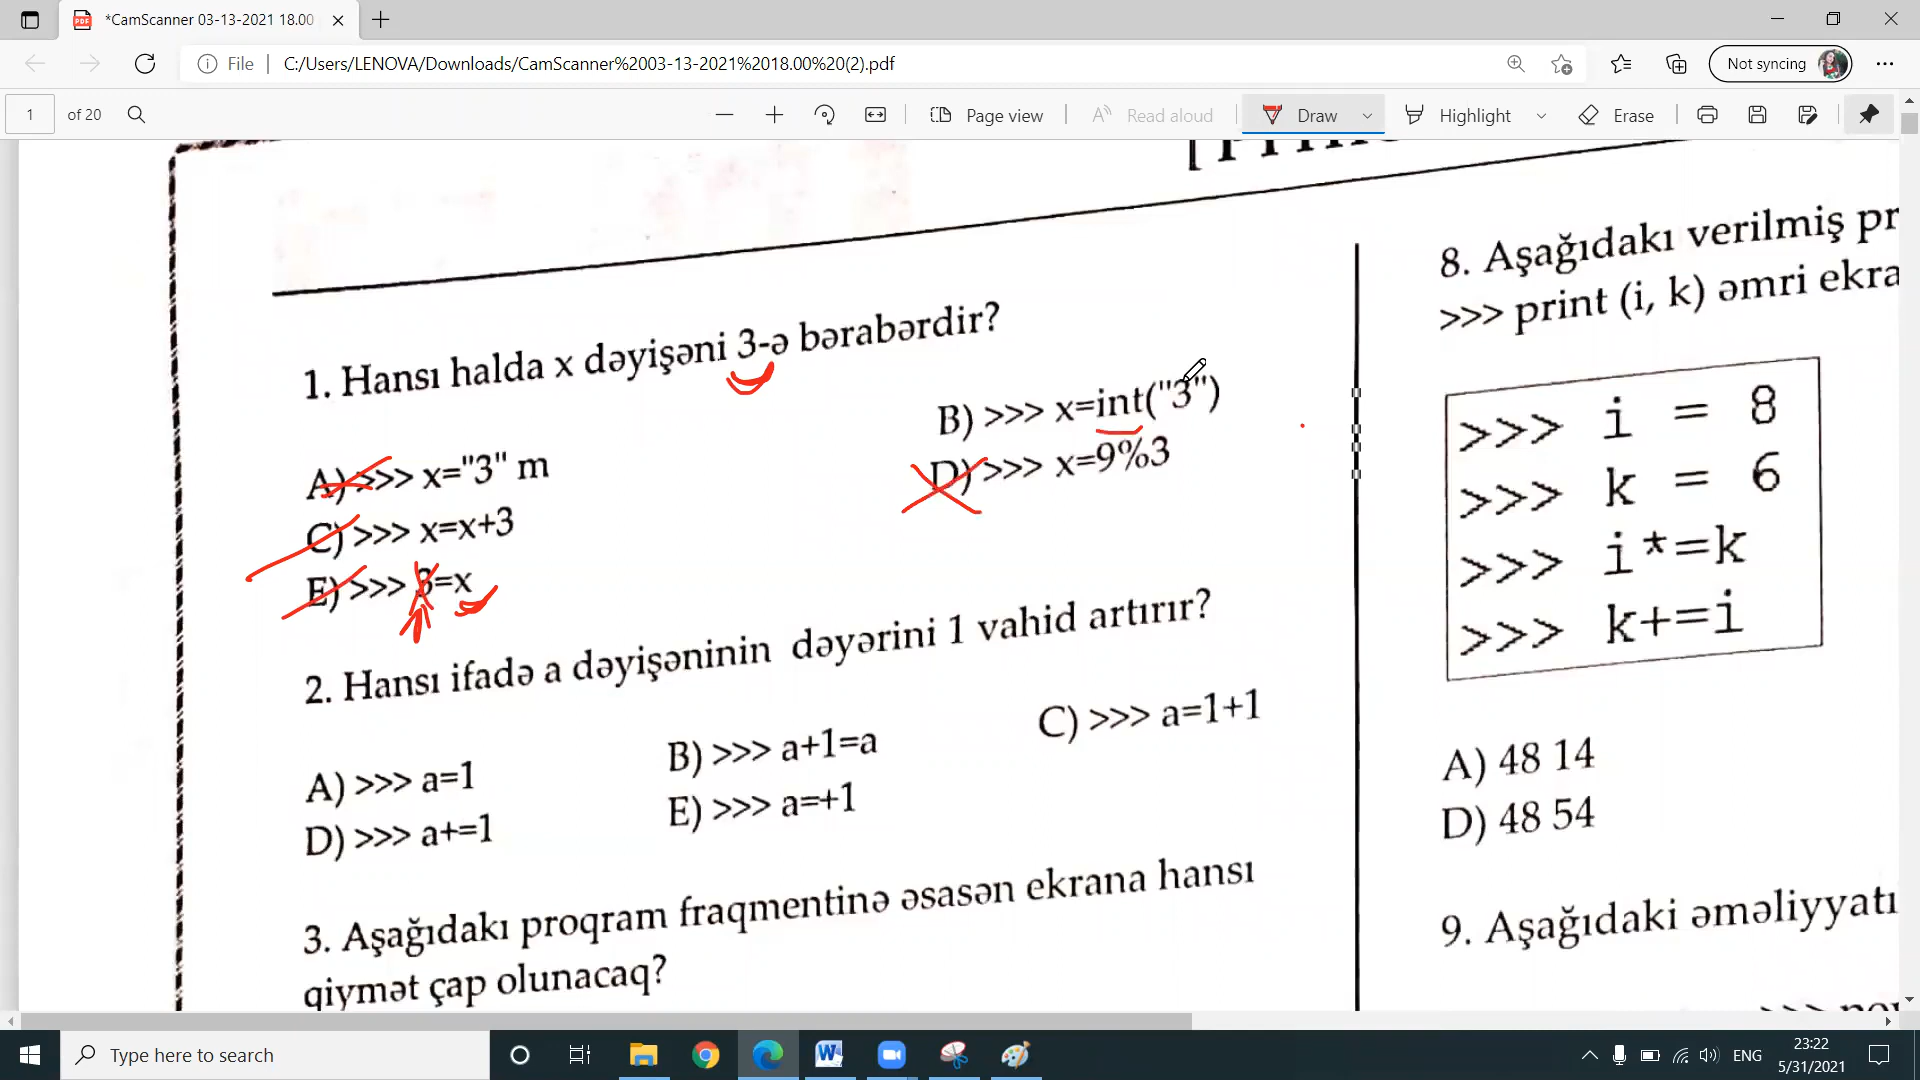 *CamScanner 03-13-2021 18.00
File
C:/Users/LENOVA/Downloads/CamScanner%2003-13-2021%2018.00%20(2).pdf
Not syncing
1 of 20
Page view
Read aloud
Draw
Highlight
Erase
1. Hansı halda x dəyişəni 3-ə bərabərdir?
A) >>> x="3" m
B) >>> x=int("3")
C) >>> x=x+3
D) >>> x=9%3
E) >>> 3=x
2. Hansı ifadə a dəyişəninin dəyərini 1 vahid artırır?
A) >>> a=1
B) >>> a+1=a
C) >>> a=1+1
D) >>> a+=1
E) >>> a=+1
3. Aşağıdakı proqram fraqmentinə əsasən ekrana hansı
qiymət çap olunacaq?
8. Aşağıdakı verilmiş pr
>>> print (i, k) əmri ekra
>>> i = 8
>>> k = 6
>>> i*=k
>>> k+=i
A) 48 14
D) 48 54
9. Aşağıdaki əməliyyatı
Type here to search
ENG
23:22
5/31/2021